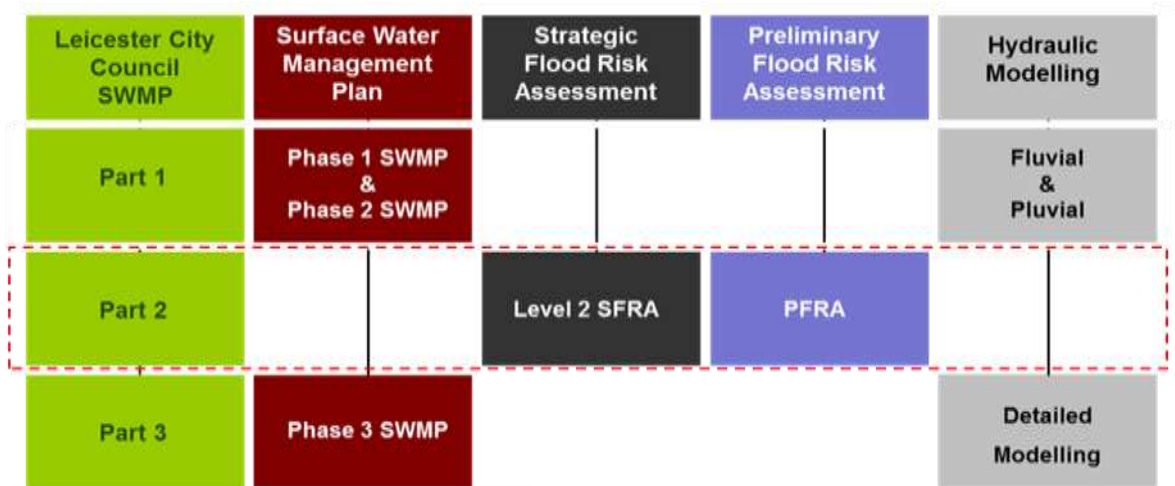 Leicester City
Council
SWMP
Surface Water
Management
Plan
Strategic
Flood Risk
Assessment
Preliminary
Flood Risk
Assessment
Hydraulic
Modelling
Part 1
Phase 1 SWMP
&
Phase 2 SWMP
Fluvial
&
Pluvial
Part 2
Level 2 SFRA
PFRA
Part 3
Phase 3 SWMP
Detailed
Modelling